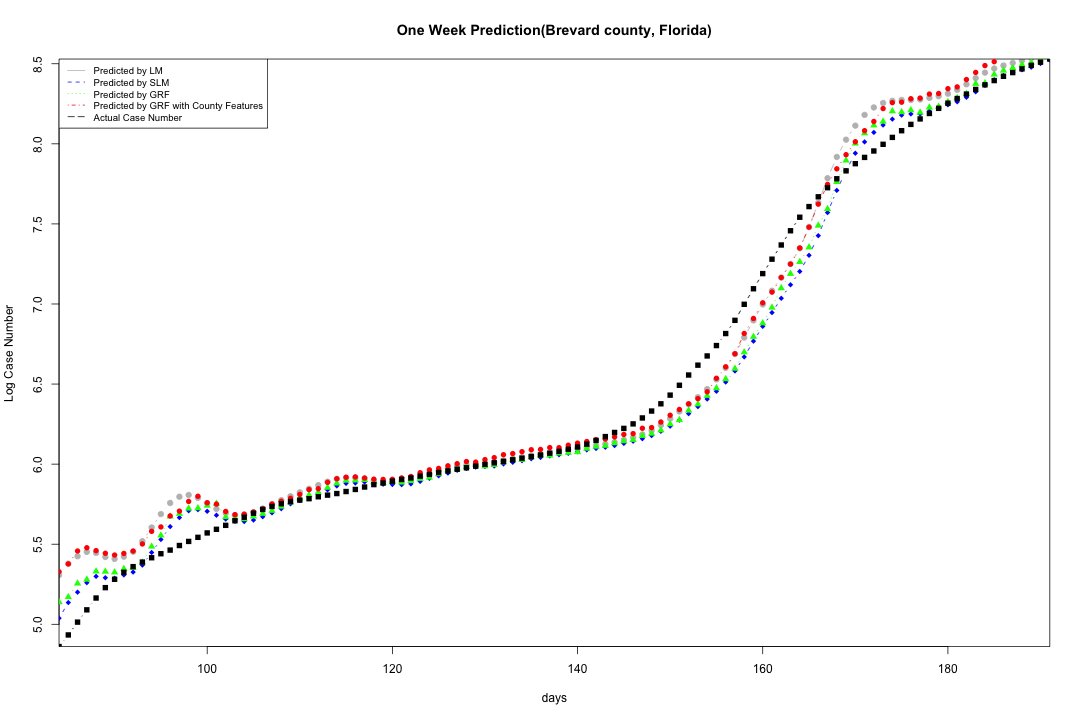 One Week Prediction(Brevard county, Florida)
Predicted by LM
Predicted by SLM
Predicted by GRF
Predicted by GRF with County Features
Actual Case Number
8.5
8.0
7.5
7.0
6.5
6.0
5.5
5.0
Log Case Number
100 120 140 160 180
days